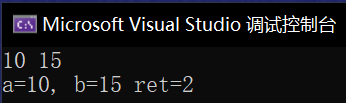 Microsoft Visual Studio 调试控制台
10 15
a=10, b=15 ret=2